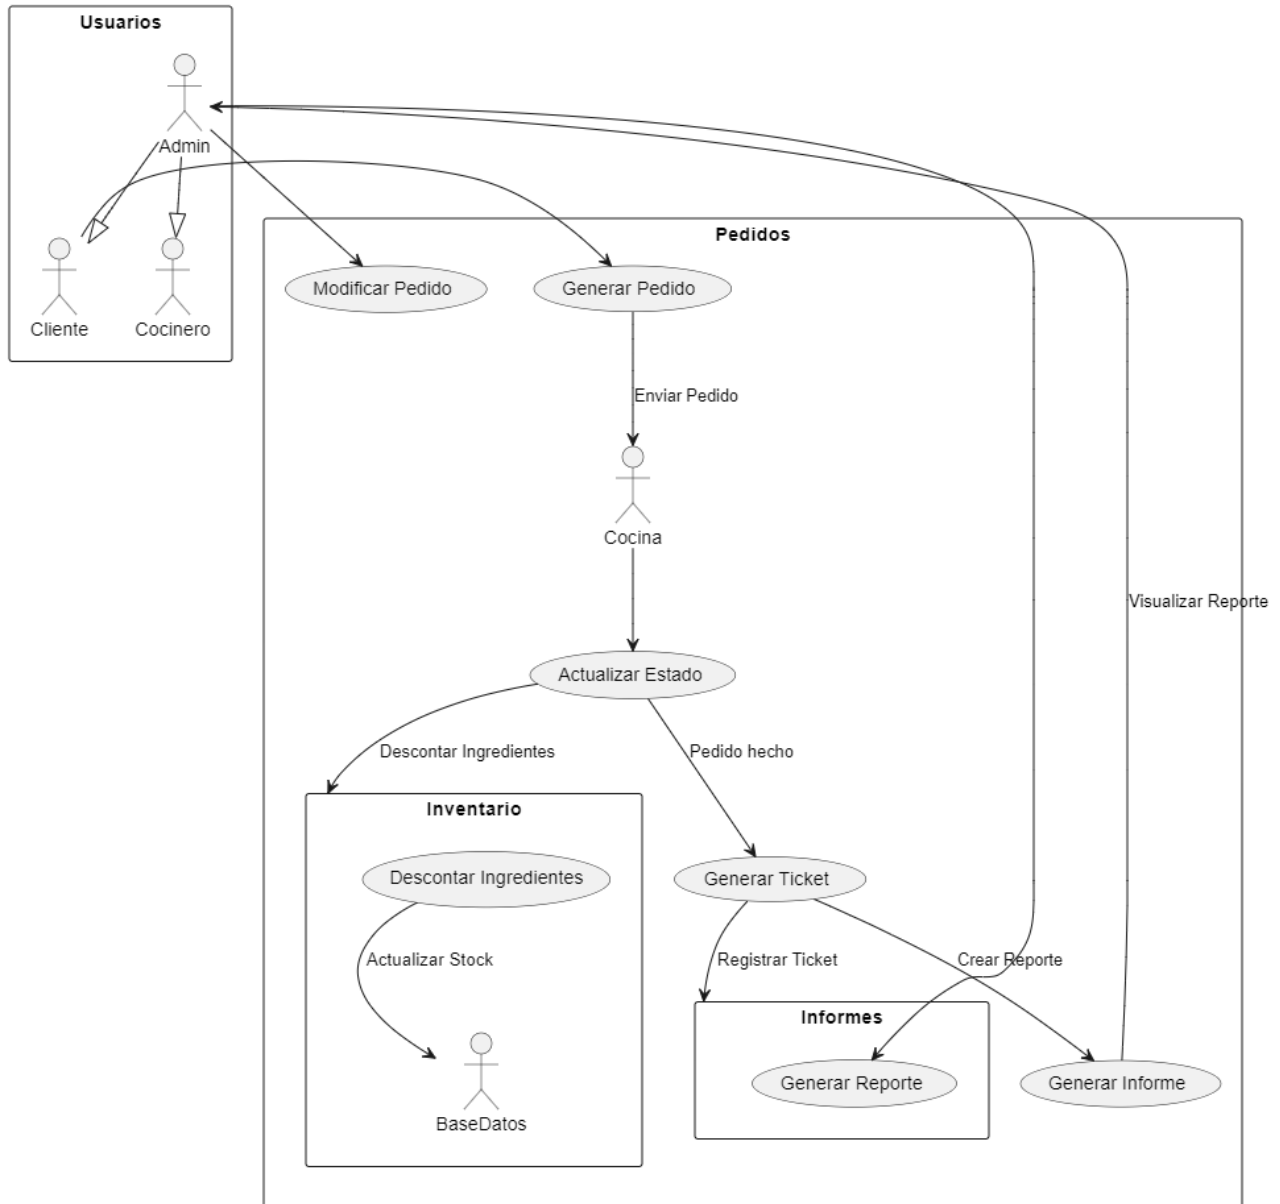 Usuarios
Admin
Cliente
Cocinero
Pedidos
Modificar Pedido
Generar Pedido
Enviar Pedido
Cocina
Visualizar Reporte
Actualizar Estado
Descontar Ingredientes
Pedido hecho
Inventario
Descontar Ingredientes
Generar Ticket
Actualizar Stock
Registrar Ticket
Crear Reporte
Informes
Generar Reporte
Generar Informe
BaseDatos